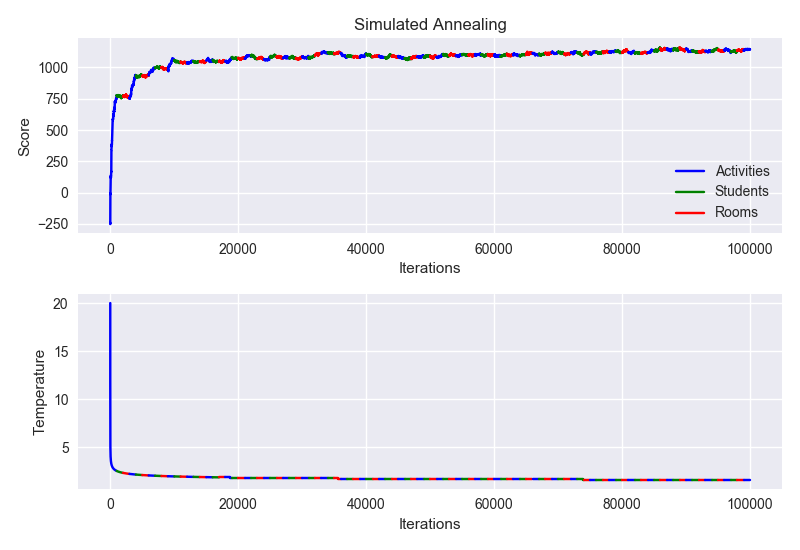 Simulated Annealing
Score
1000
750
500
250
0
−250
Activities
Students
Rooms
0 20000 40000 60000 80000 100000
Iterations
Temperature
20
15
10
5
0 20000 40000 60000 80000 100000
Iterations